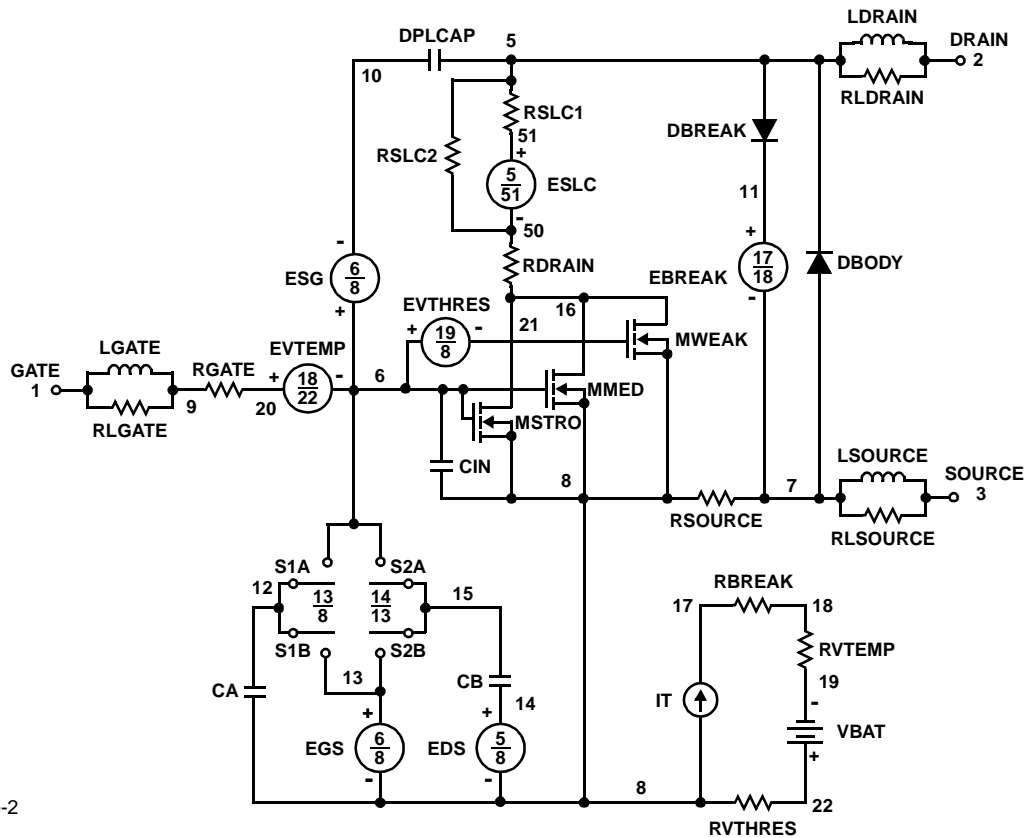 LDRAIN
DPLCAP 5 DRAIN
10 2
RLDRAIN
RSLC1
DBREAK
51
+
RSLC2
5
51
ESLC
11
-
50
-
+
RDRAIN
17
18
ESG
6
8
EBREAK
DBODY
+
EVTHRES
-
16
+
19
8
-
21
MWEAK
LGATE
EVTEMP
GATE
RGATE
+
18
22
-
6
MMED
1
9
20
MSTRO
RLGATE
LSOURCE
CIN
8
7
SOURCE
3
RSOURCE
RLSOURCE
S1A
S2A
12
13
8
14
13
15
RBREAK
17
18
S1B
S2B
RVTEMP
13
CB
CA
19
14
IT
-
+
+
VBAT
EGS
6
8
EDS
5
8
+
-
-
8
22
-2
RVTHRES